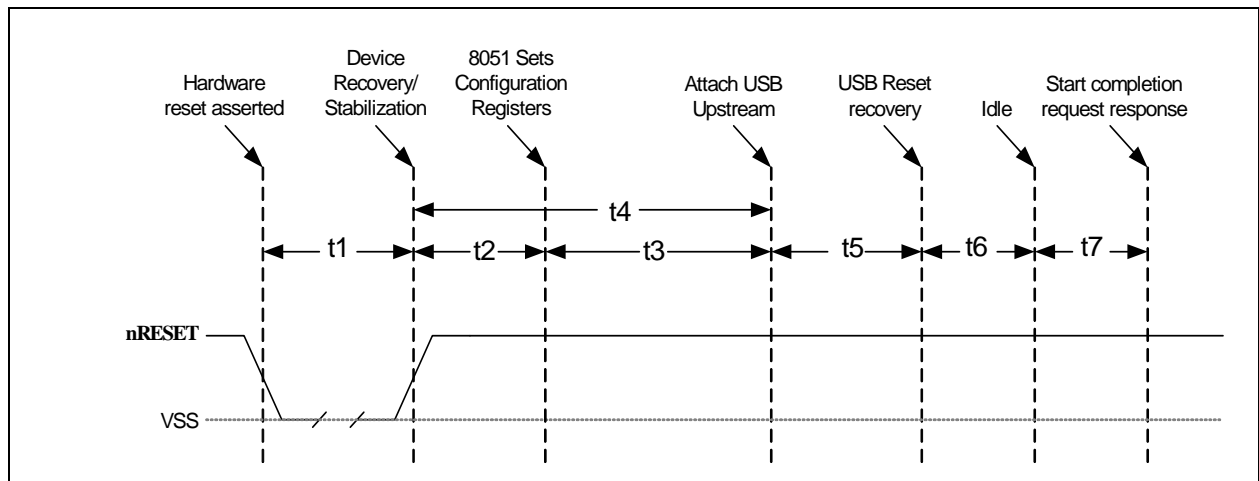 Hardware
reset asserted
Device
Recovery/
Stabilization
8051 Sets
Configuration
Registers
Attach USB
Upstream
USB Reset
recovery
Idle
Start completion
request response
t4
t1
t2
t3
t5
t6
t7
nRESET
VSS